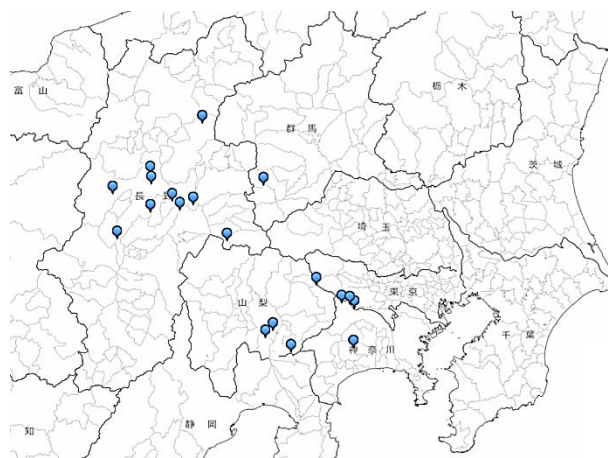 富 山
栃 木
群 馬
茨 城
長 野
埼 玉
東 京
山 梨
千 葉
神 奈 川
静 岡
知